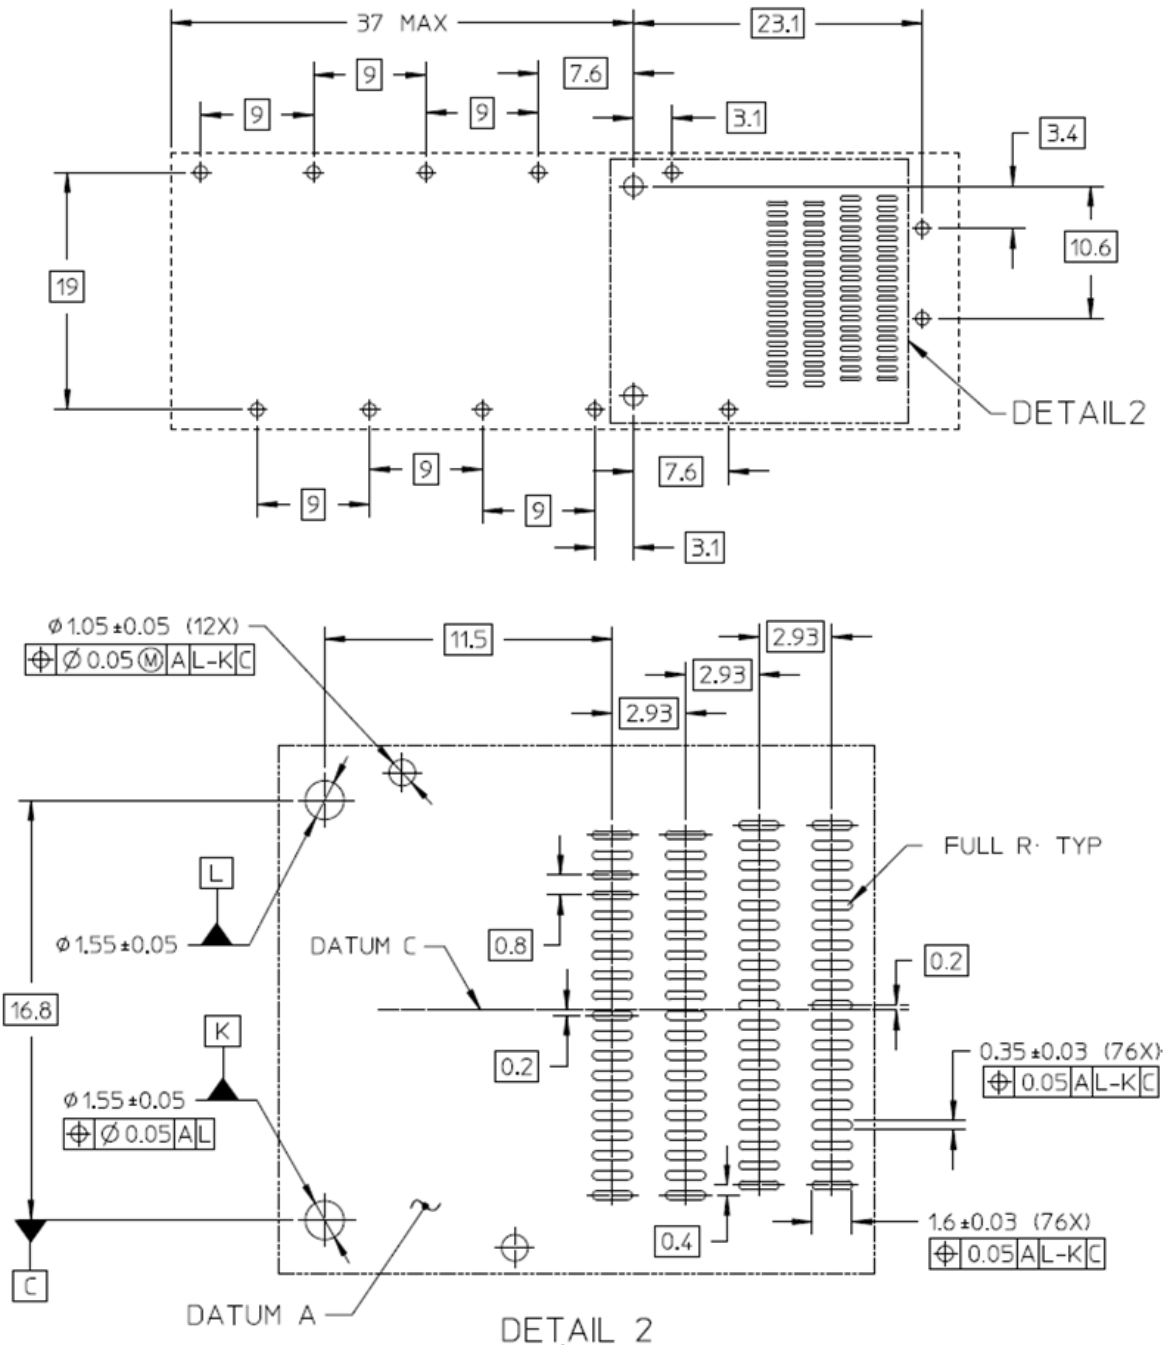 37 MAX
23.1
9
7.6
9
9
3.1
3.4
19
10.6
DETAIL2
9
7.6
9
9
3.1
⌀1.05±0.05 (12X)
⌖ ⌀0.05Ⓜ A L-K C
11.5
2.93
2.93
2.93
L
FULL R· TYP
⌀1.55±0.05
DATUM C
0.8
0.2
16.8
K
0.2
0.35±0.03 (76X)
⌖ 0.05 A L-K C
⌀1.55±0.05
⌖ ⌀0.05 A L
0.4
1.6±0.03 (76X)
⌖ 0.05 A L-K C
C
DATUM A
DETAIL 2